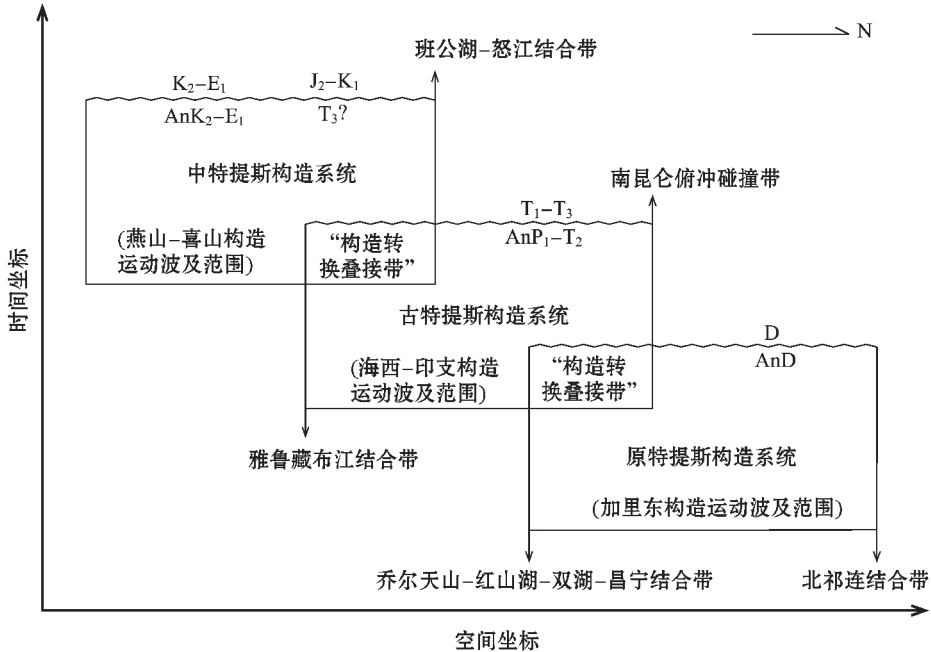 N
班公湖–怒江结合带
K₂–E₁
J₂–K₁
AnK₂–E₁
T₃?
中特提斯构造系统
南昆仑俯冲碰撞带
T₁–T₃
AnP₁–T₂
(燕山–喜山构造
运动波及范围)
“构造转
换叠接带”
时间坐标
古特提斯构造系统
D
AnD
(海西–印支构造
运动波及范围)
“构造转
换叠接带”
雅鲁藏布江结合带
原特提斯构造系统
(加里东构造运动波及范围)
乔尔天山–红山湖–双湖–昌宁结合带
北祁连结合带
空间坐标